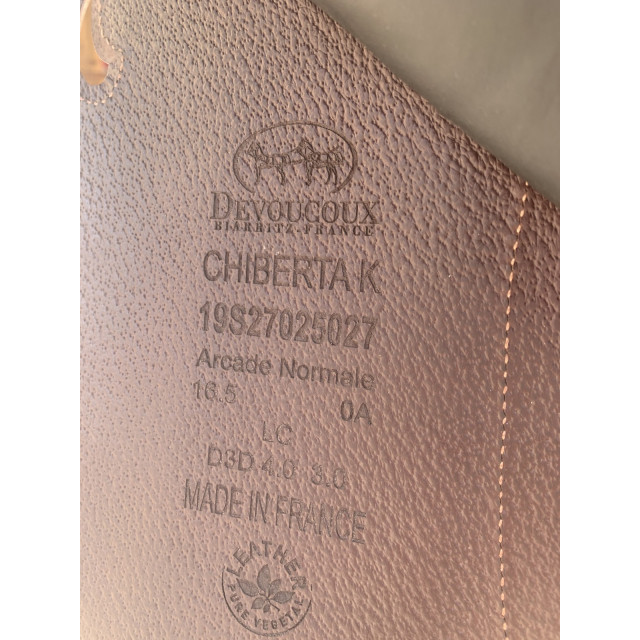 DEVOUCOUX
BIARRITZ-FRANCE
CHIBERTA K
19S27025027
Arcade Normale
16.5 0A
LC
D3D 4.0 3.0
MADE IN FRANCE
LEATHER
PURE VEGETAL